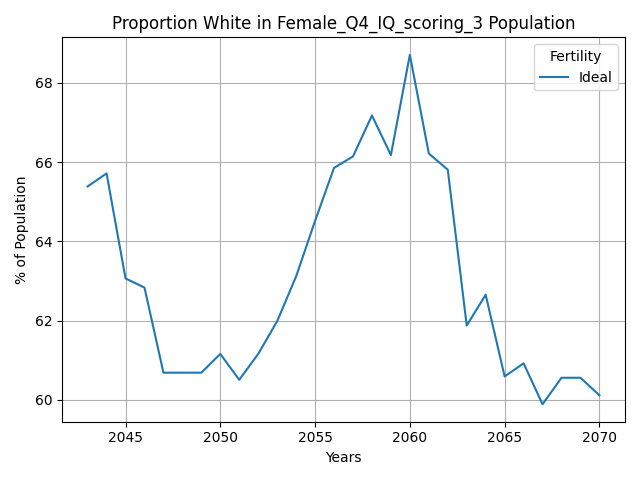 Proportion White in Female_Q4_IQ_scoring_3 Population
Fertility
Ideal
% of Population
68
66
64
62
60
2045 2050 2055 2060 2065 2070
Years